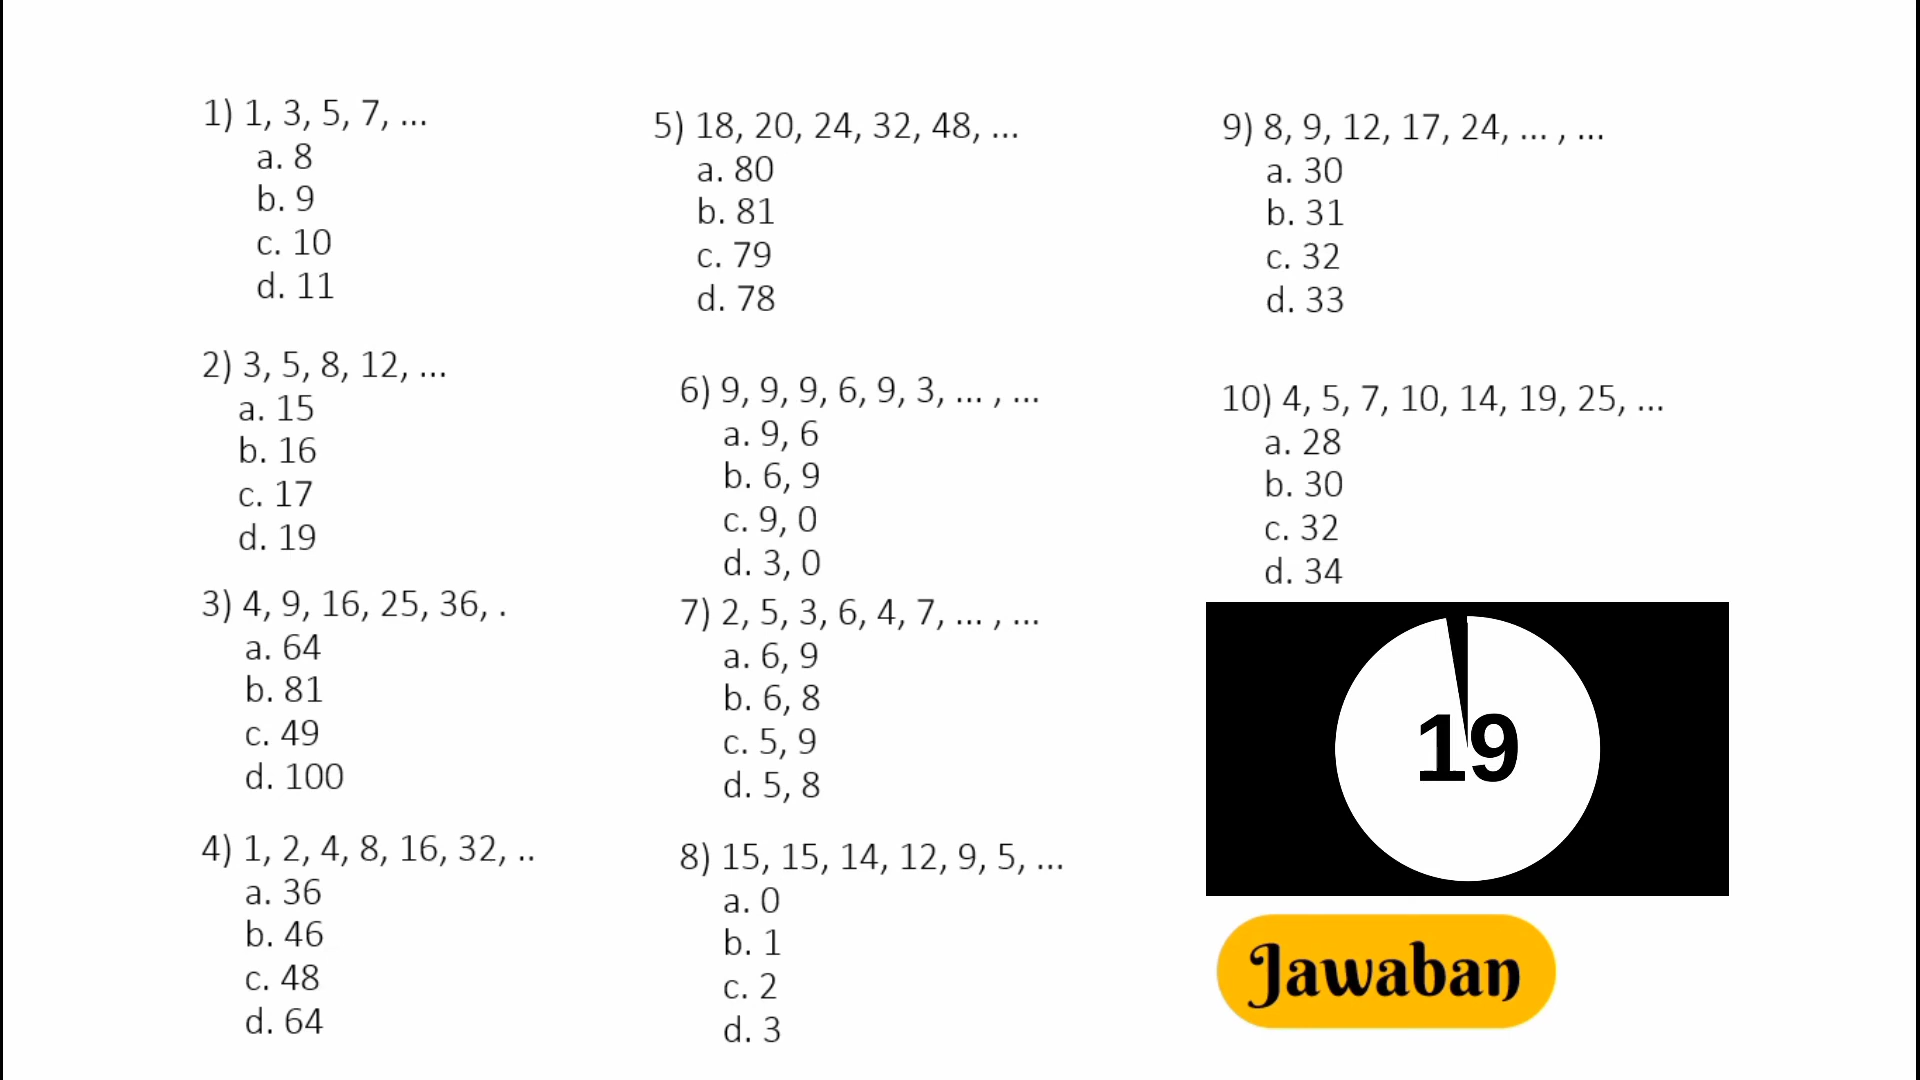 1) 1, 3, 5, 7, ...
a. 8
b. 9
c. 10
d. 11
2) 3, 5, 8, 12, ...
a. 15
b. 16
c. 17
d. 19
3) 4, 9, 16, 25, 36, .
a. 64
b. 81
c. 49
d. 100
4) 1, 2, 4, 8, 16, 32, ..
a. 36
b. 46
c. 48
d. 64
5) 18, 20, 24, 32, 48, ...
a. 80
b. 81
c. 79
d. 78
6) 9, 9, 9, 6, 9, 3, ... , ...
a. 9, 6
b. 6, 9
c. 9, 0
d. 3, 0
7) 2, 5, 3, 6, 4, 7, ... , ...
a. 6, 9
b. 6, 8
c. 5, 9
d. 5, 8
8) 15, 15, 14, 12, 9, 5, ...
a. 0
b. 1
c. 2
d. 3
9) 8, 9, 12, 17, 24, ... , ...
a. 30
b. 31
c. 32
d. 33
10) 4, 5, 7, 10, 14, 19, 25, ...
a. 28
b. 30
c. 32
d. 34
19
Jawaban